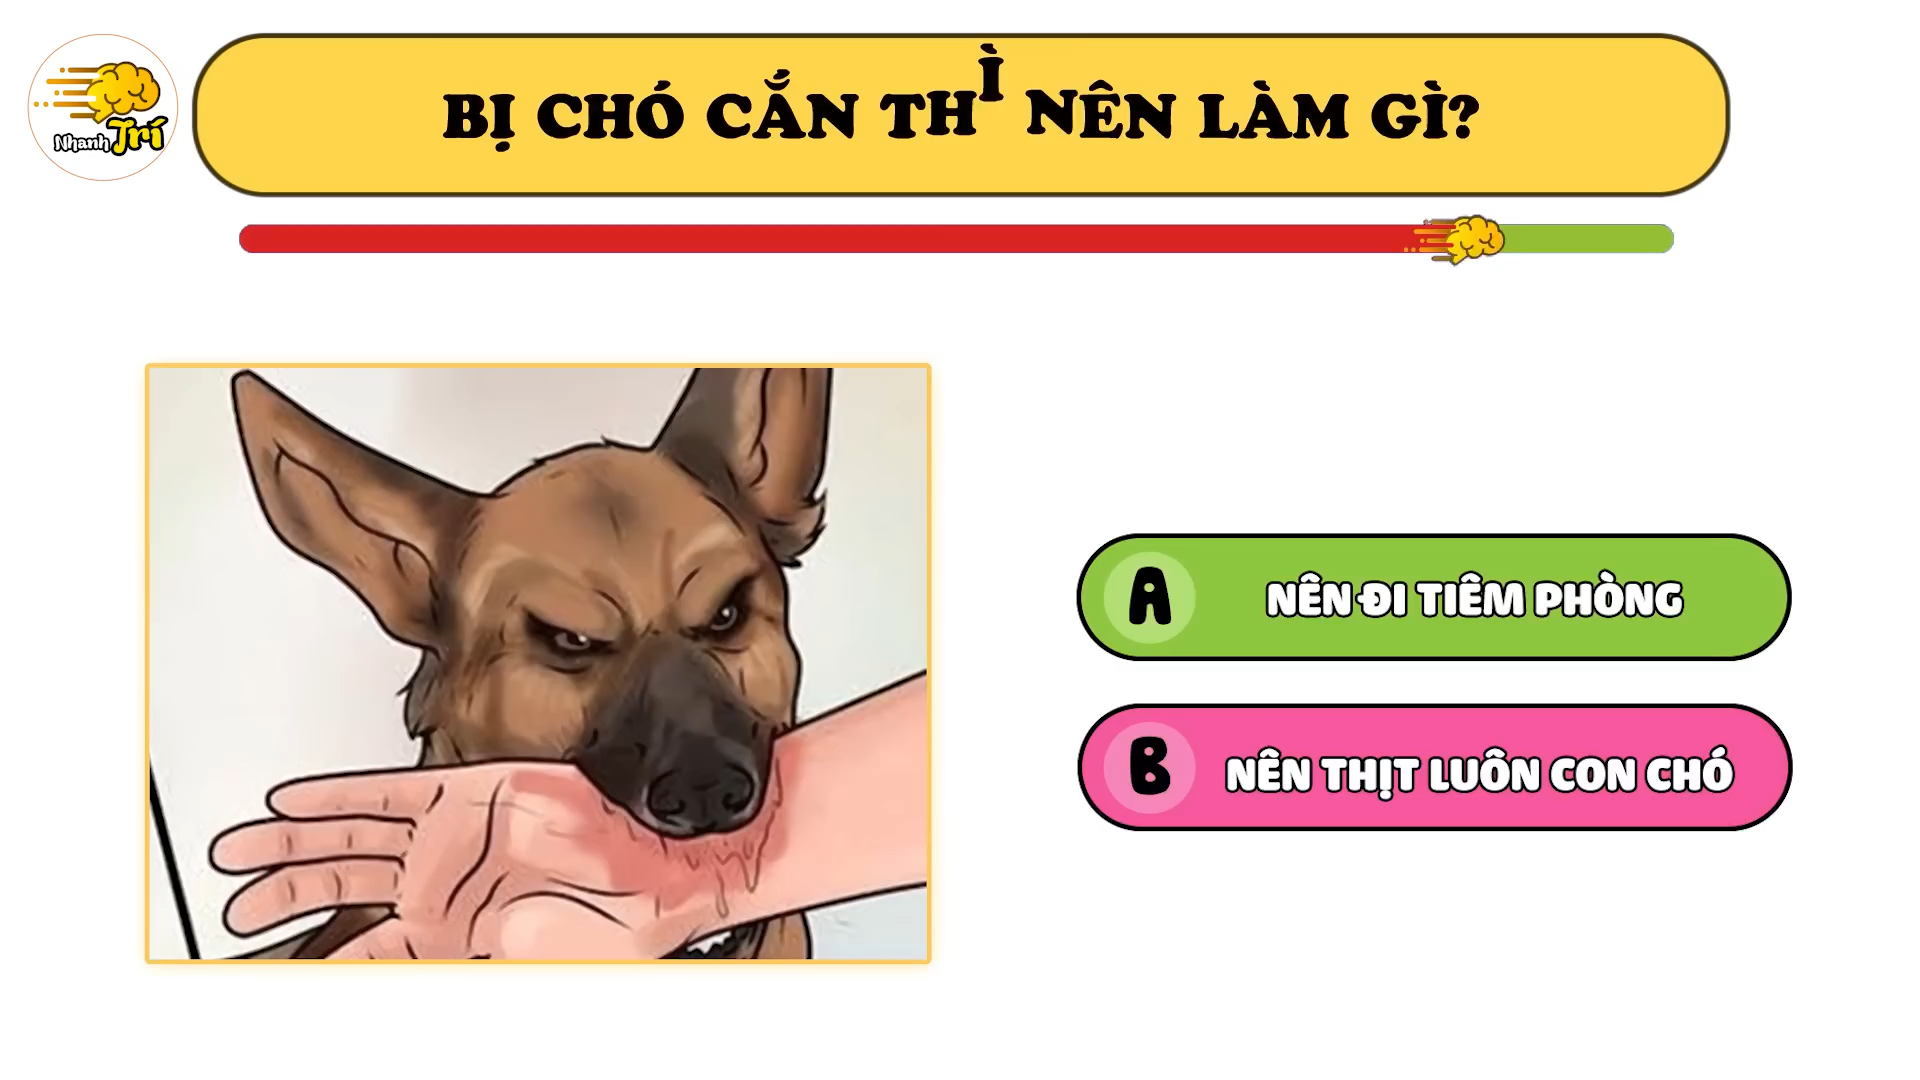 Nhanh Trí
BỊ CHÓ CẮN THÌ NÊN LÀM GÌ?
A NÊN ĐI TIÊM PHÒNG
B NÊN THỊT LUÔN CON CHÓ